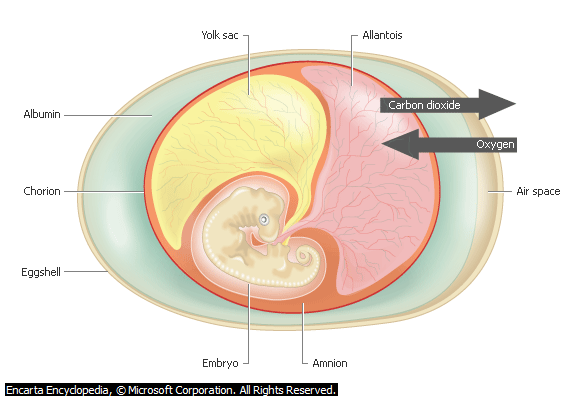 Yolk sac
Allantois
Carbon dioxide
Albumin
Oxygen
Chorion
Air space
Eggshell
Embryo
Amnion
Encarta Encyclopedia, © Microsoft Corporation. All Rights Reserved.